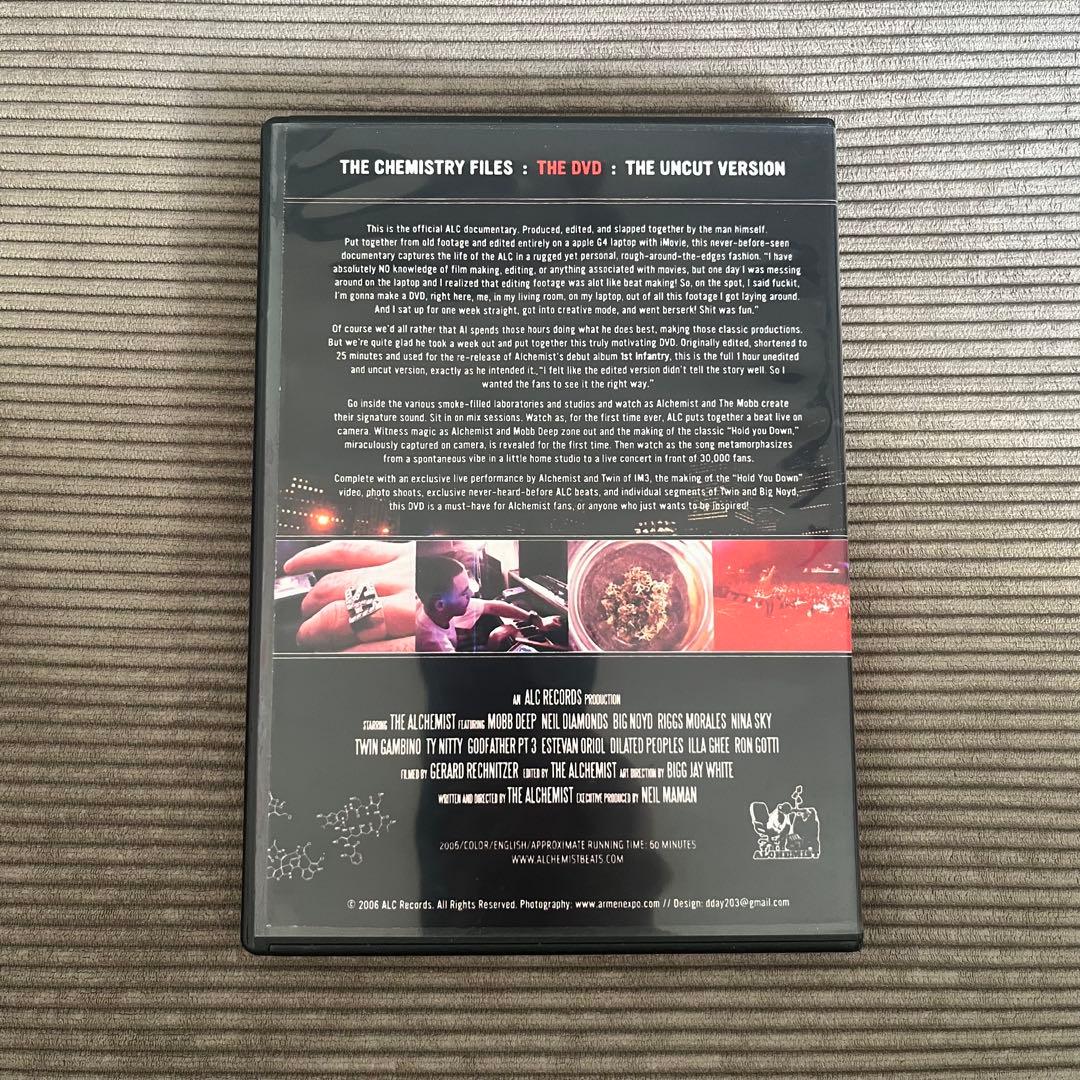 THE CHEMISTRY FILES : THE DVD : THE UNCUT VERSION
This is the official ALC documentary. Produced, edited, and slapped together by the man himself.
Put together from old footage and edited entirely on a apple G4 laptop with iMovie, this never-before-seen
documentary captures the life of the ALC in a rugged yet personal, rough-around-the-edges fashion. "I have
absolutely NO knowledge of film making, editing, or anything associated with movies, but one day I was messing
around on the laptop and I realized that editing footage was alot like beat making! So, on the spot, I said fuckit,
I'm gonna make a DVD, right here, me, in my living room, on my laptop, out of all this footage I got laying around.
And I sat up for one week straight, got into creative mode, and went berserk! Shit was fun."
Of course we'd all rather that Al spends those hours doing what he does best, making those classic productions.
But we're quite glad he took a week out and put together this truly motivating DVD. Originally edited, shortened to
25 minutes and used for the re-release of Alchemist's debut album 1st Infantry, this is the full 1 hour unedited
and uncut version, exactly as he intended it., "I felt like the edited version didn't tell the story well. So I
wanted the fans to see it the right way."
Go inside the various smoke-filled laboratories and studios and watch as Alchemist and The Mobb create
their signature sound. Sit in on mix sessions. Watch as, for the first time ever, ALC puts together a beat live on
camera. Witness magic as Alchemist and Mobb Deep zone out and the making of the classic "Hold you Down,"
miraculously captured on camera, is revealed for the first time. Then watch as the song metamorphasizes
from a spontaneous vibe in a little home studio to a live concert in front of 30,000 fans.
Complete with an exclusive live performance by Alchemist and Twin of IM3, the making of the "Hold You Down"
video, photo shoots, exclusive never-heard-before ALC beats, and individual segments of Twin and Big Noyd,
this DVD is a must-have for Alchemist fans, or anyone who just wants to be inspired!
AN ALC RECORDS PRODUCTION
STARRING THE ALCHEMIST FEATURING MOBB DEEP NEIL DIAMONDS BIG NOYD RIGGS MORALES NINA SKY
TWIN GAMBINO TY NITTY GODFATHER PT 3 ESTEVAN ORIOL DILATED PEOPLES ILLA GHEE RON GOTTI
FILMED BY GERARD RECHNITZER EDITED BY THE ALCHEMIST ART DIRECTION BY BIGG JAY WHITE
WRITTEN AND DIRECTED BY THE ALCHEMIST EXECUTIVE PRODUCED BY NEIL MAMAN
ALCHEMIST
2006/COLOR/ENGLISH/APPROXIMATE RUNNING TIME: 60 MINUTES
WWW.ALCHEMISTBEATS.COM
© 2006 ALC Records. All Rights Reserved. Photography: www.armenexpo.com // Design: dday203@gmail.com